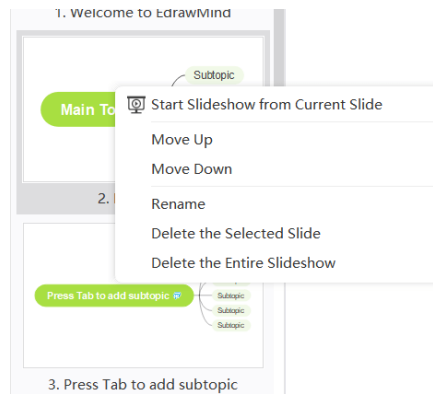 1. Welcome to EdrawMind
Subtopic
Main To
Start Slideshow from Current Slide
Move Up
Move Down
2.
Rename
Delete the Selected Slide
Delete the Entire Slideshow
Press Tab to add subtopic
Subtopic
Subtopic
Subtopic
3. Press Tab to add subtopic